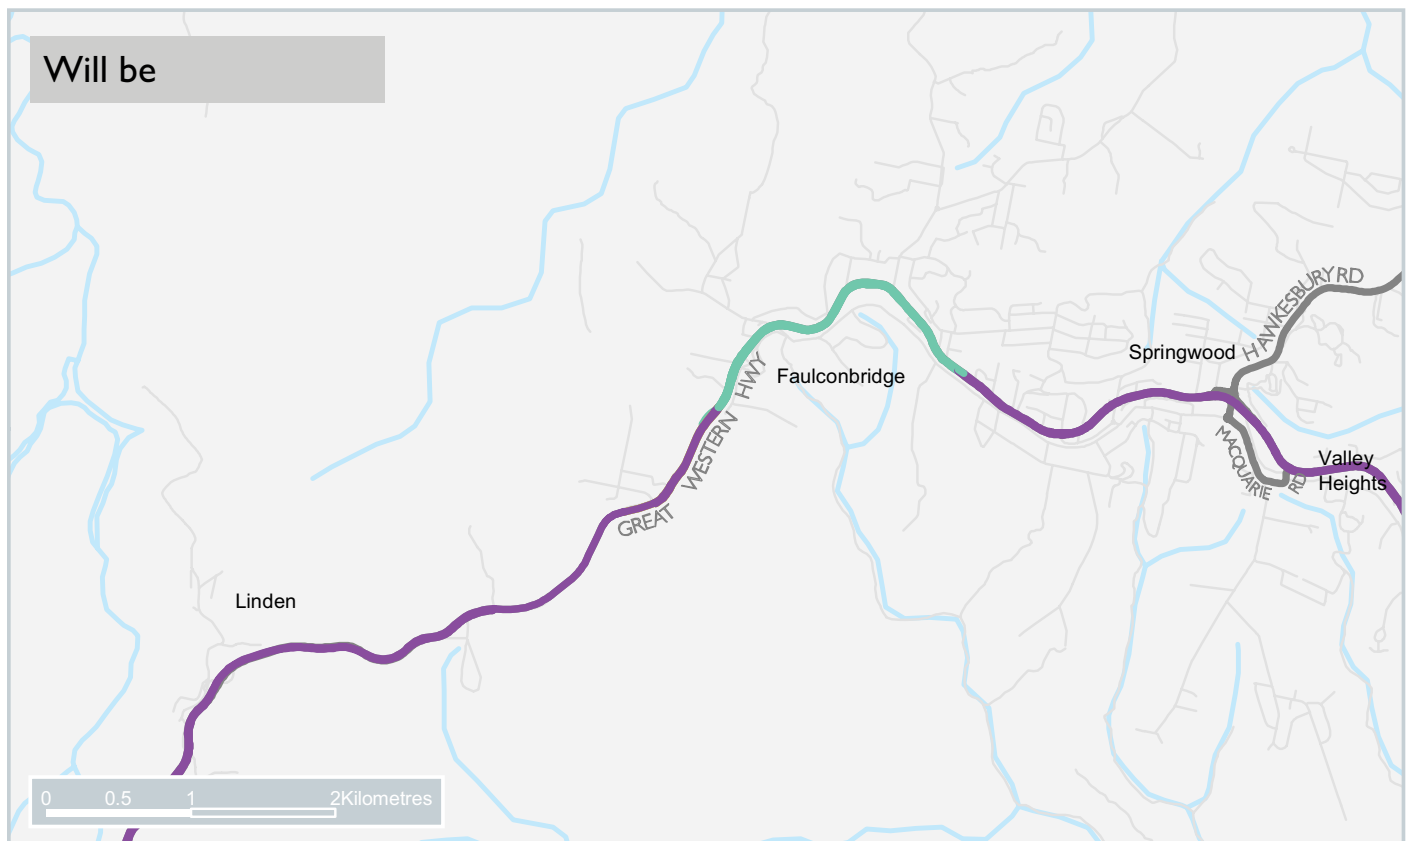 Will be
HAWKESBURY RD
Springwood
GREAT WESTERN HWY
Faulconbridge
MACQUARIE RD
Valley
Heights
Linden
0 0.5 1 2Kilometres